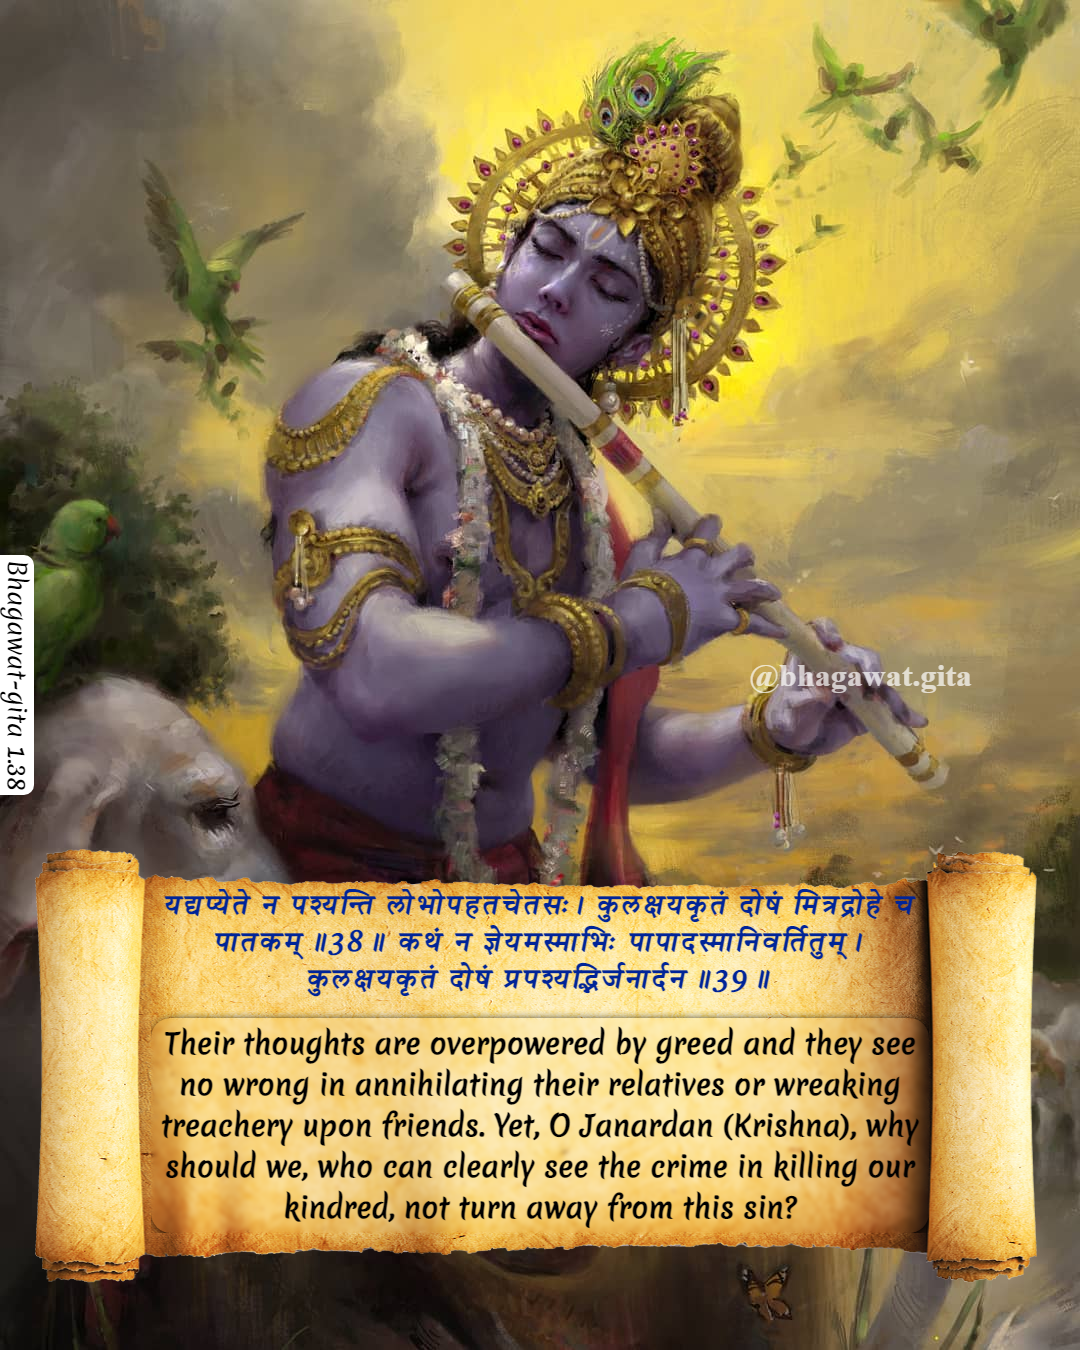 Bhagawat-gita 1.38
@bhagawat.gita
यद्यप्येते न पश्यन्ति लोभोपहतचेतसः। कुलक्षयकृतं दोषं मित्रद्रोहे च
पातकम् ॥38॥ कथं न ज्ञेयमस्माभिः पापादस्मानिवर्तितुम्।
कुलक्षयकृतं दोषं प्रपश्यद्भिर्जनार्दन ॥39॥
Their thoughts are overpowered by greed and they see
no wrong in annihilating their relatives or wreaking
treachery upon friends. Yet, O Janardan (Krishna), why
should we, who can clearly see the crime in killing our
kindred, not turn away from this sin?